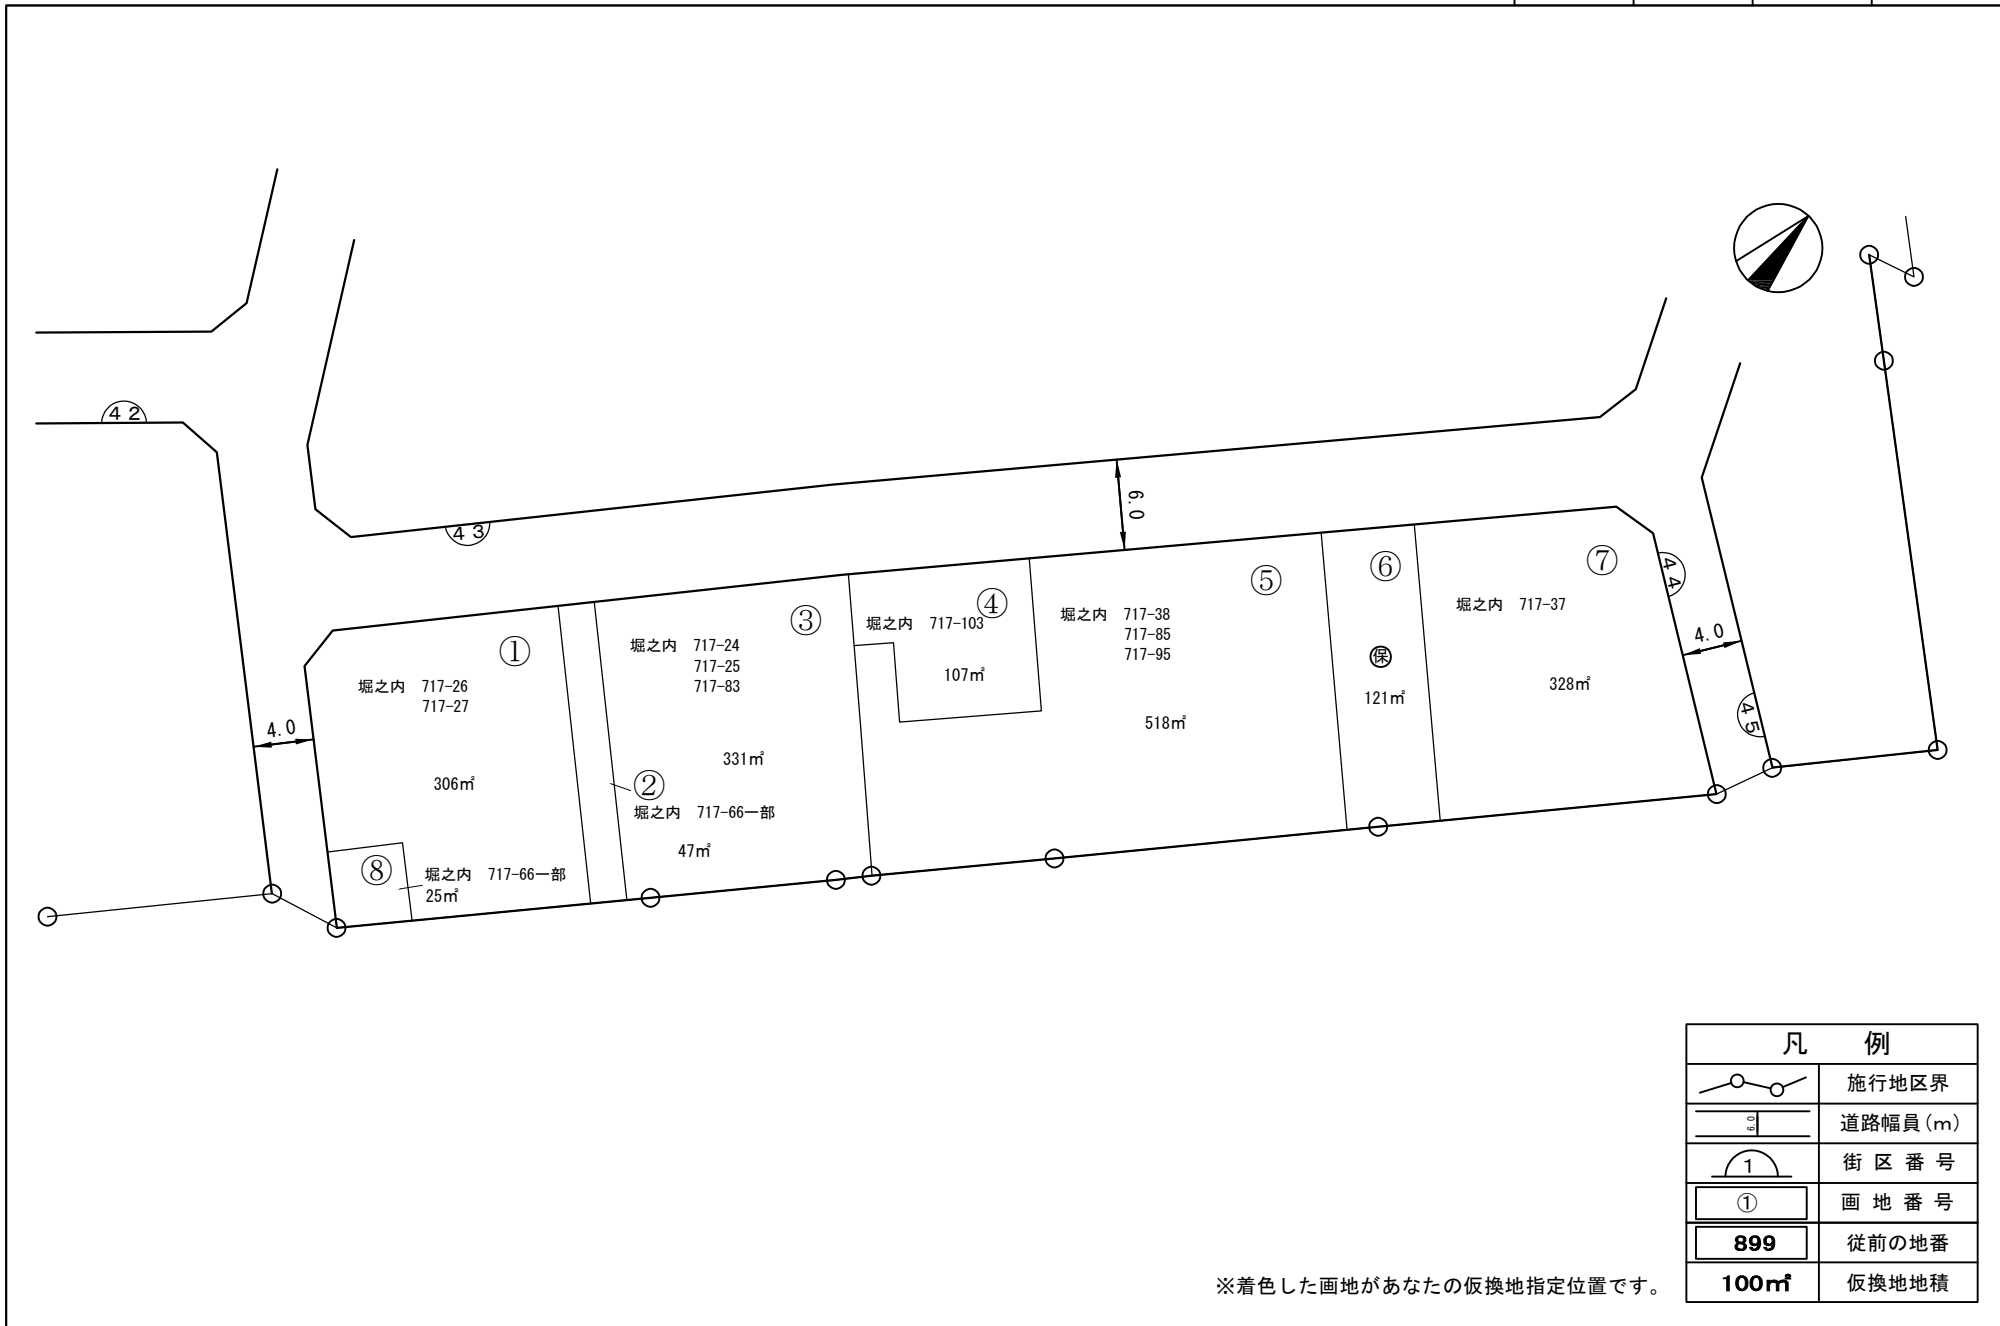 42
43
6.0
⑦
44
⑥
⑤
④
③
①
堀之内 717-37
堀之内 717-38
717-85
717-95
堀之内 717-103
堀之内 717-24
717-25
717-83
堀之内 717-26
717-27
4.0
保
107㎡
328㎡
121㎡
45
518㎡
4.0
331㎡
306㎡
②
堀之内 717-66一部
47㎡
⑧
堀之内 717-66一部
25㎡
凡 例
施行地区界
6.0
道路幅員(m)
1
街区番号
①
画地番号
899
従前の地番
100㎡
仮換地地積
※着色した画地があなたの仮換地指定位置です。